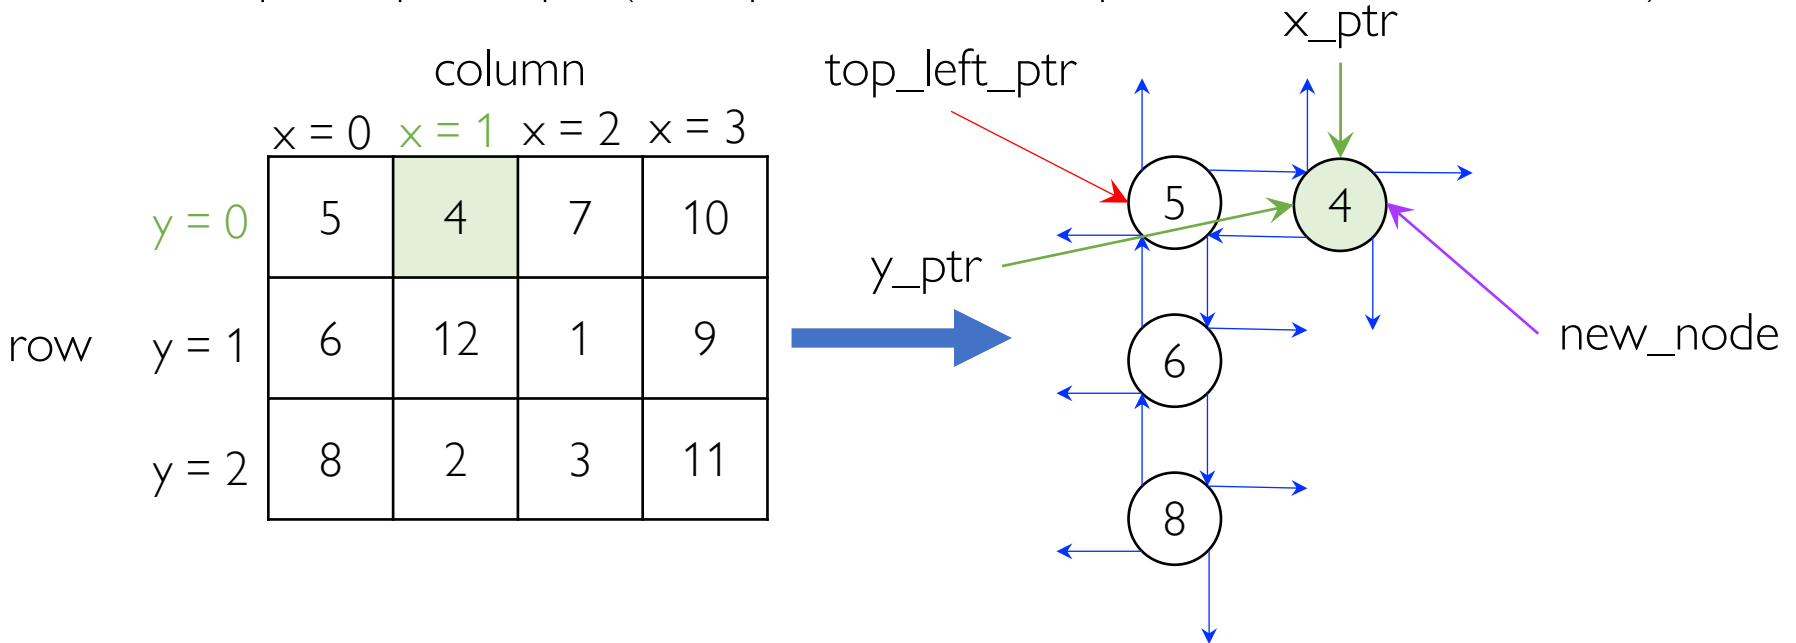 x_ptr
column
top_left_ptr
x = 0 x = 1 x = 2 x = 3
y = 0 5 4 7 10
5 4
y_ptr
row y = 1 6 12 1 9
new_node
6
y = 2 8 2 3 11
8